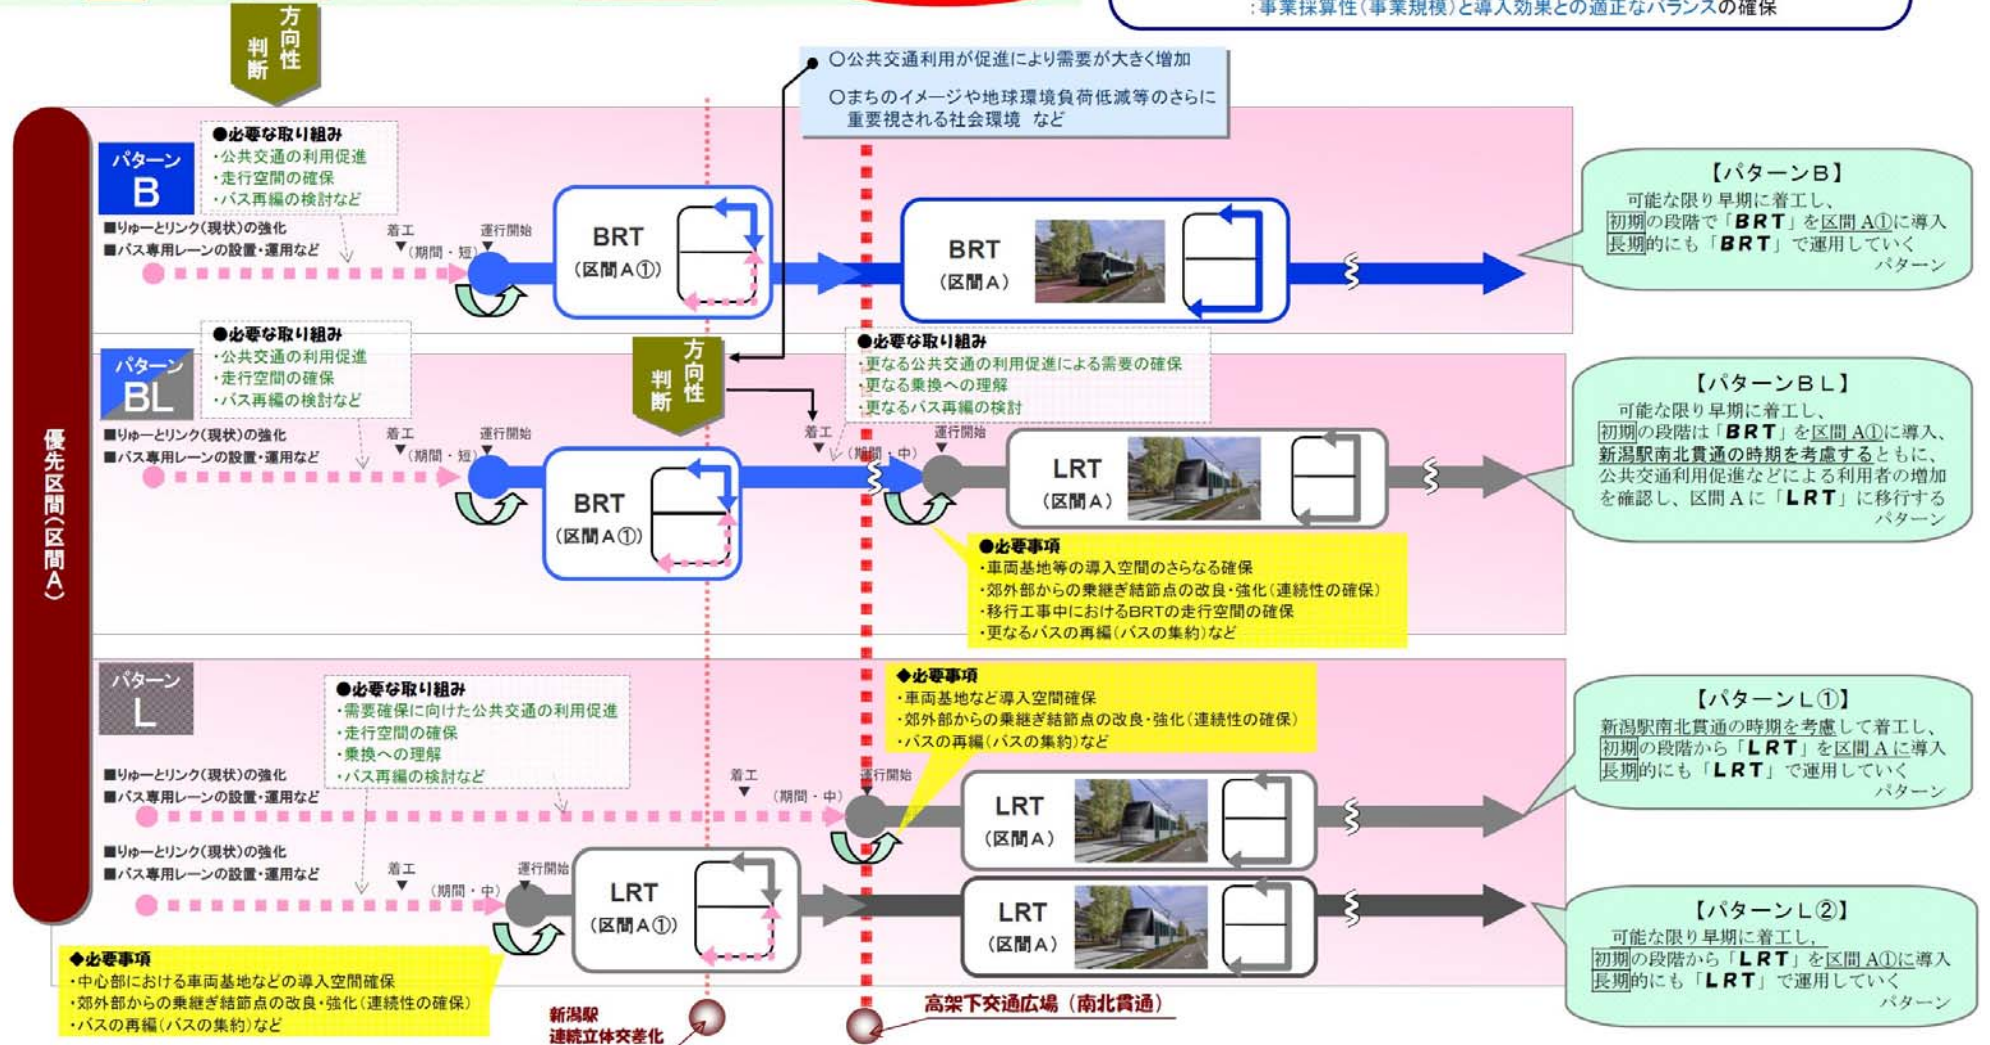 :事業採算性(事業規模)と導入効果との適正なバランスの確保
方向性
判断
○公共交通利用が促進により需要が大きく増加
○まちのイメージや地球環境負荷低減等のさらに
重要視される社会環境 など
優先区間(区間A)
パターン
B
●必要な取り組み
・公共交通の利用促進
・走行空間の確保
・バス再編の検討など
■りゅーとリンク(現状)の強化
■バス専用レーンの設置・運用など
着工
▼(期間・短)
運行開始
▼
BRT
(区間A①)
BRT
(区間A)
【パターンB】
可能な限り早期に着工し、
初期の段階で「BRT」を区間A①に導入
長期的にも「BRT」で運用していく
パターン
パターン
BL
●必要な取り組み
・公共交通の利用促進
・走行空間の確保
・バス再編の検討など
■りゅーとリンク(現状)の強化
■バス専用レーンの設置・運用など
着工
▼(期間・短)
運行開始
▼
BRT
(区間A①)
方向性
判断
●必要な取り組み
・更なる公共交通の利用促進による需要の確保
・更なる乗換への理解
・更なるバス再編の検討
着工
▼
(期間・中)
運行開始
▼
LRT
(区間A)
●必要事項
・車両基地等の導入空間のさらなる確保
・郊外部からの乗継ぎ結節点の改良・強化(連続性の確保)
・移行工事中におけるBRTの走行空間の確保
・更なるバスの再編(バスの集約)など
【パターンBL】
可能な限り早期に着工し、
初期の段階は「BRT」を区間A①に導入、
新潟駅南北貫通の時期を考慮するともに、
公共交通利用促進などによる利用者の増加
を確認し、区間Aに「LRT」に移行する
パターン
パターン
L
●必要な取り組み
・需要確保に向けた公共交通の利用促進
・走行空間の確保
・乗換への理解
・バス再編の検討など
■りゅーとリンク(現状)の強化
■バス専用レーンの設置・運用など
着工
▼
(期間・中)
運行開始
▼
◆必要事項
・車両基地など導入空間確保
・郊外部からの乗継ぎ結節点の改良・強化(連続性の確保)
・バスの再編(バスの集約)など
LRT
(区間A)
【パターンL①】
新潟駅南北貫通の時期を考慮して着工し、
初期の段階から「LRT」を区間Aに導入
長期的にも「LRT」で運用していく
パターン
■りゅーとリンク(現状)の強化
■バス専用レーンの設置・運用など
着工
▼
(期間・中)
運行開始
▼
LRT
(区間A①)
LRT
(区間A)
【パターンL②】
可能な限り早期に着工し、
初期の段階から「LRT」を区間A①に導入
長期的にも「LRT」で運用していく
パターン
◆必要事項
・中心部における車両基地などの導入空間確保
・郊外部からの乗継ぎ結節点の改良・強化(連続性の確保)
・バスの再編(バスの集約)など
新潟駅
連続立体交差化
高架下交通広場(南北貫通)